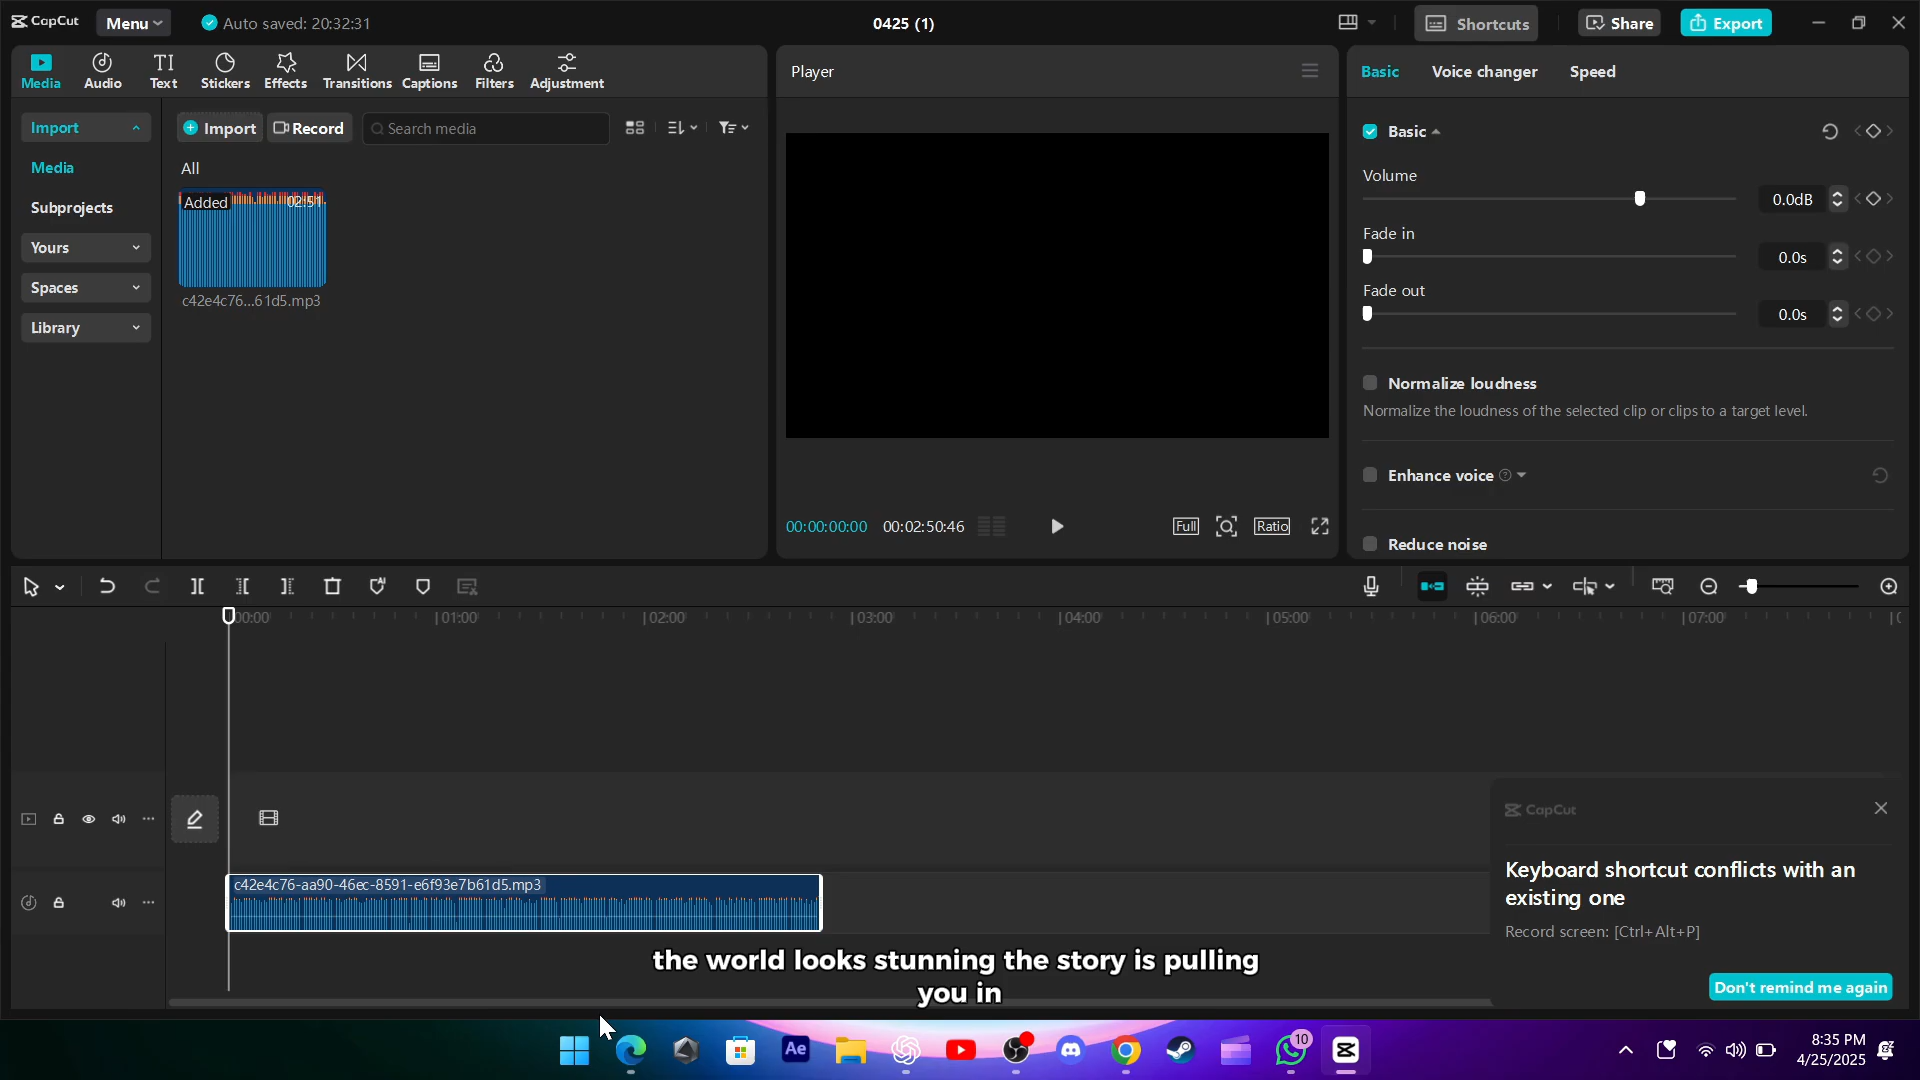 CapCut
Menu
Auto saved: 20:32:31
0425 (1)
Shortcuts
Share
Export
Media
Audio
Text
Stickers
Effects
Transitions
Captions
Filters
Adjustment
Import
Media
Subprojects
Yours
Spaces
Library
Import
Record
Search media
All
Added
02:51
c42e4c76...61d5.mp3
Player
00:00:00:00
00:02:50:46
Full
Ratio
Basic
Voice changer
Speed
Basic
Volume
0.0dB
Fade in
0.0s
Fade out
0.0s
Normalize loudness
Normalize the loudness of the selected clip or clips to a target level.
Enhance voice
Reduce noise
00:00
01:00
02:00
03:00
04:00
05:00
06:00
07:00
c42e4c76-aa90-46ec-8591-e6f93e7b61d5.mp3
CapCut
Keyboard shortcut conflicts with an
existing one
Record screen: [Ctrl+Alt+P]
Don't remind me again
the world looks stunning the story is pulling
you in
Ae
10
8:35 PM
4/25/2025